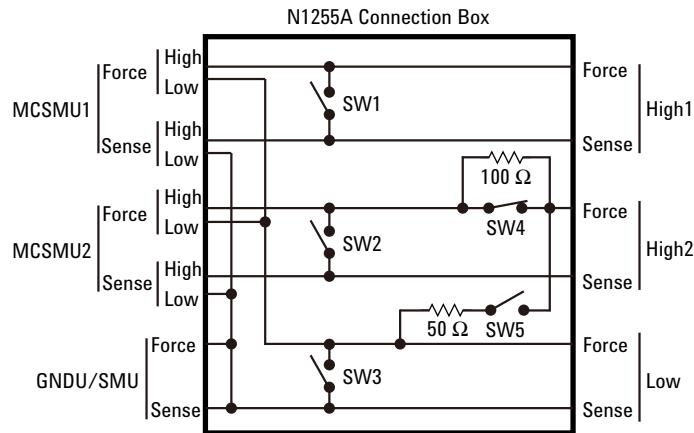 N1255A Connection Box
MCSMU1
Force
High
Low
Sense
High
Low
SW1
Force
Sense
High1
100 Ω
SW4
MCSMU2
Force
High
Low
Sense
High
Low
SW2
Force
Sense
High2
50 Ω
SW5
GNDU/SMU
Force
Sense
SW3
Force
Sense
Low